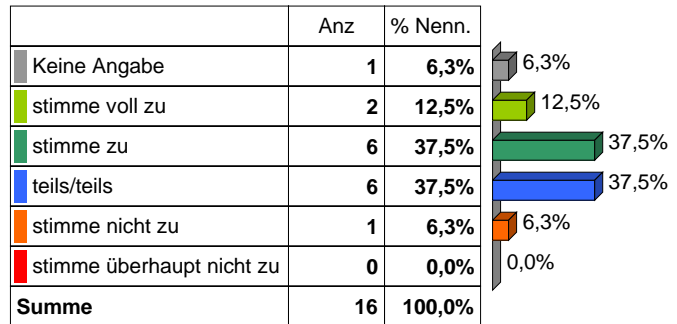 Anz % Nenn.
Keine Angabe 1 6,3% 6,3%
stimme voll zu 2 12,5% 12,5%
stimme zu 6 37,5% 37,5%
teils/teils 6 37,5% 37,5%
stimme nicht zu 1 6,3% 6,3%
stimme überhaupt nicht zu 0 0,0% 0,0%
Summe 16 100,0%